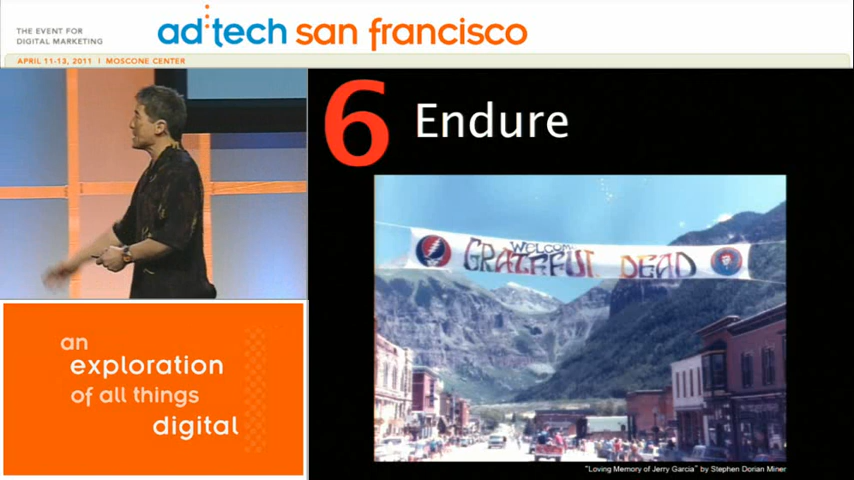 THE EVENT FOR
DIGITAL MARKETING
ad:tech san francisco
APRIL 11-13, 2011 | MOSCONE CENTER
6 Endure
WELCOME
GRATEFUL DEAD
an
exploration
of all things
digital
"Loving Memory of Jerry Garcia" by Stephen Dorian Miner